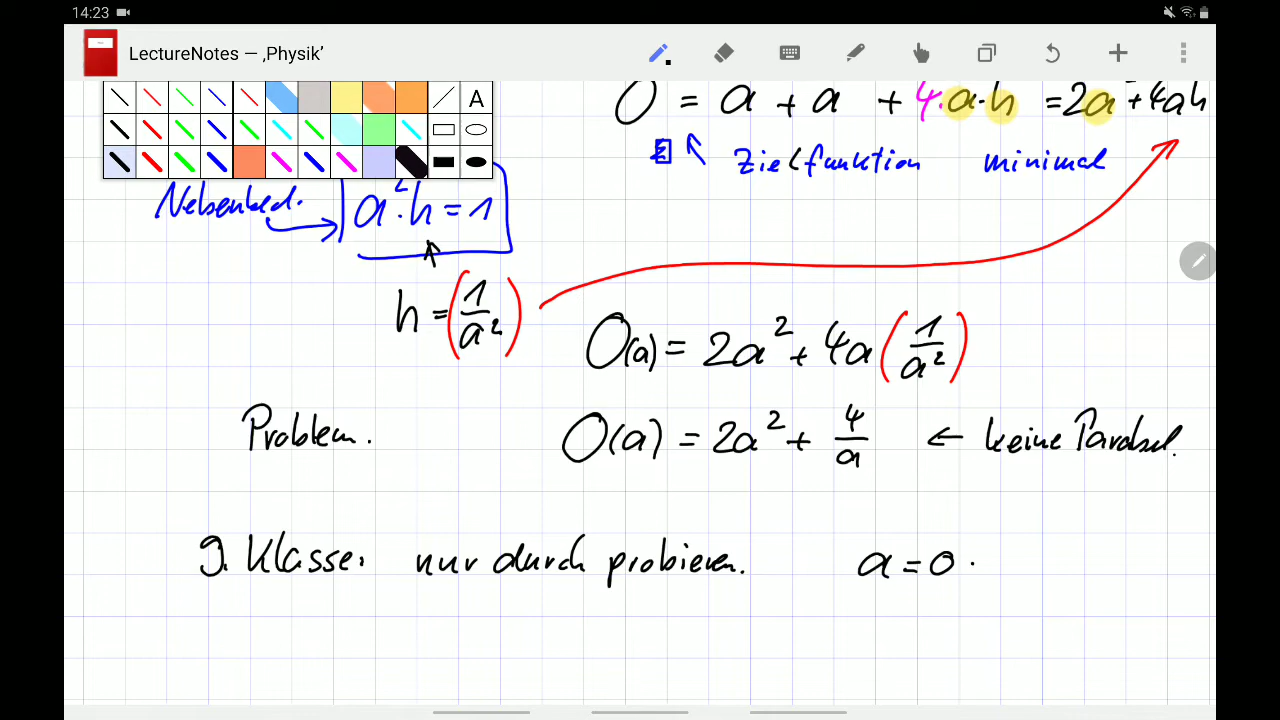 14:23
LectureNotes — ‚Physik‘
A
O = a + a + 4·a·h = 2a² + 4ah
Zielfunktion minimal
Nebenbed. a²·h = 1
h = (1/a²)
O(a) = 2a² + 4a (1/a²)
Problem. O(a) = 2a² + 4/a ← keine Parabel.
9. Klasse: nur durch probieren. a = 0.